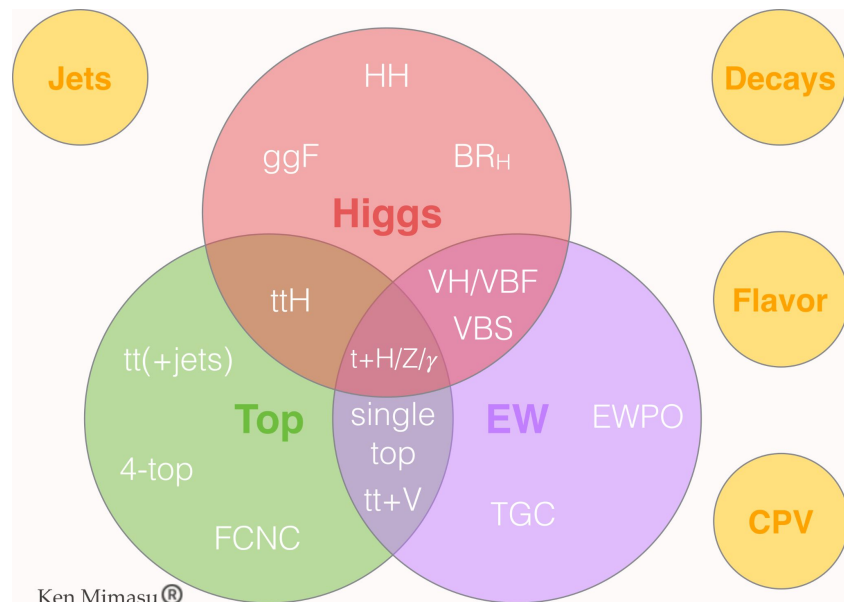 Jets
HH
Decays
ggF
BRH
Higgs
ttH
VH/VBF
VBS
Flavor
tt(+jets)
t+H/Z/γ
Top
single
top
EW
EWPO
4-top
tt+V
TGC
CPV
FCNC
Ken Mimasu®